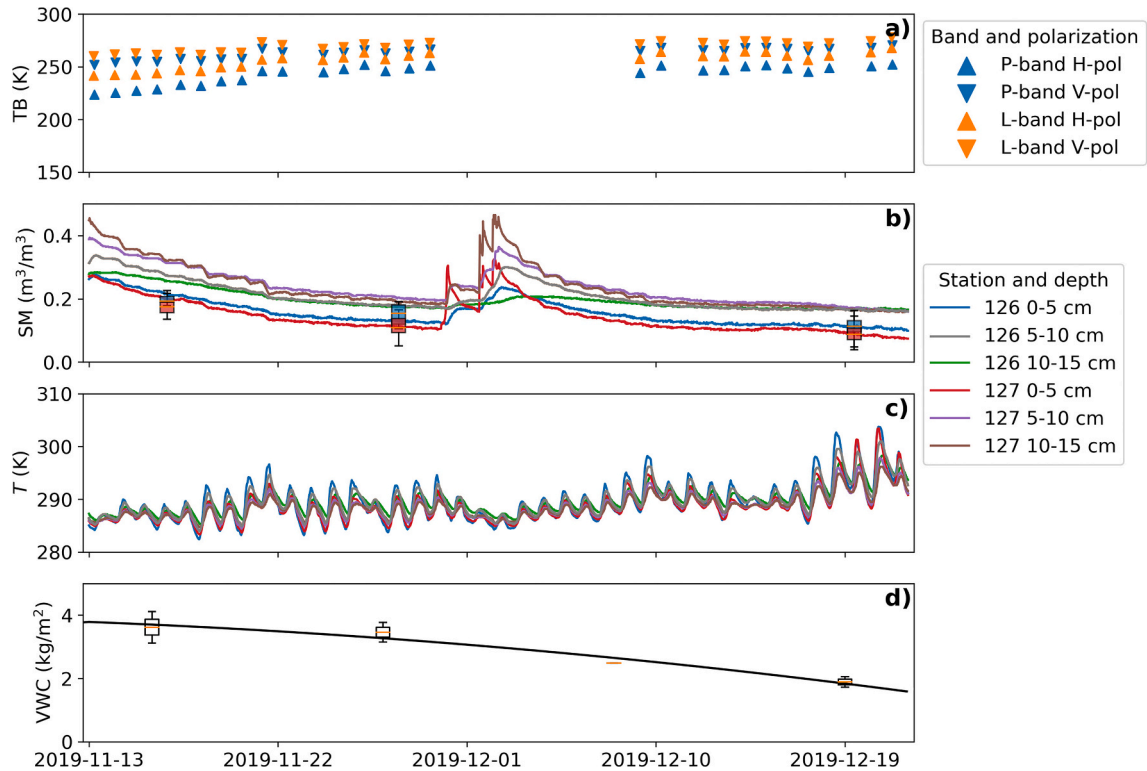 300
250
200
150
TB (K)
a)
Band and polarization
P-band H-pol
P-band V-pol
L-band H-pol
L-band V-pol
0.4
0.2
0.0
SM (m³/m³)
b)
Station and depth
126 0-5 cm
126 5-10 cm
126 10-15 cm
127 0-5 cm
127 5-10 cm
127 10-15 cm
310
300
290
280
T (K)
c)
4
2
0
VWC (kg/m²)
d)
2019-11-13 2019-11-22 2019-12-01 2019-12-10 2019-12-19